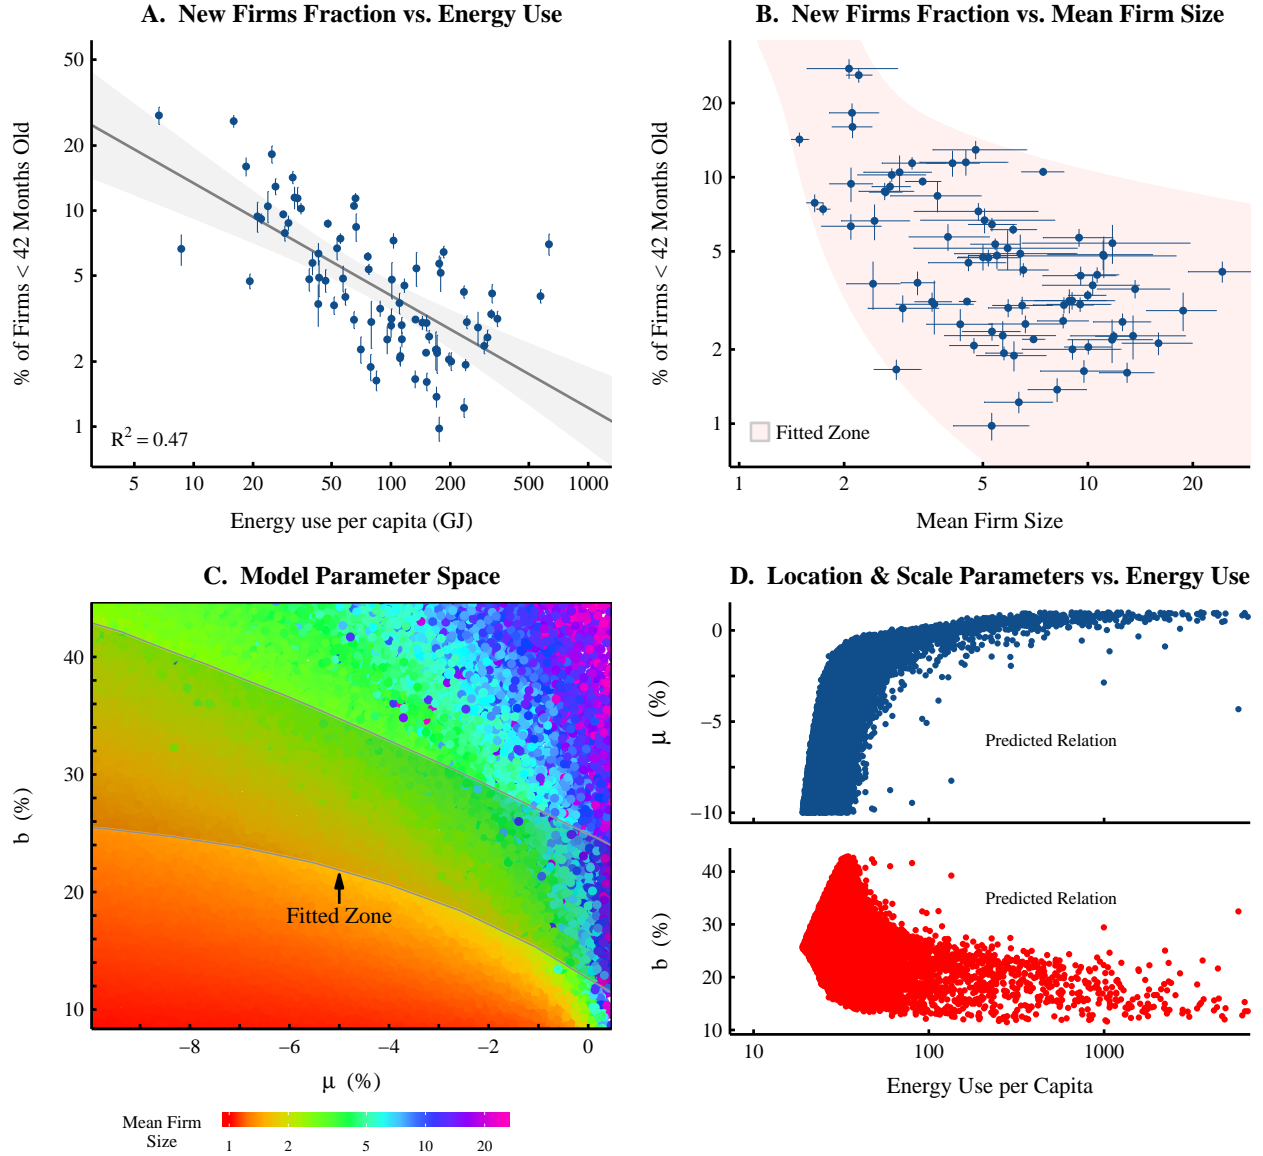 A. New Firms Fraction vs. Energy Use
% of Firms < 42 Months Old
50
20
10
5
2
1
R² = 0.47
5
10
20
50
100
200
500
1000
Energy use per capita (GJ)
B. New Firms Fraction vs. Mean Firm Size
% of Firms < 42 Months Old
20
10
5
2
1
Fitted Zone
1
2
5
10
20
Mean Firm Size
C. Model Parameter Space
b (%)
40
30
20
10
Fitted Zone
−8
−6
−4
−2
0
μ (%)
Mean Firm
Size
1
2
5
10
20
D. Location & Scale Parameters vs. Energy Use
μ (%)
0
−5
−10
Predicted Relation
b (%)
40
30
20
10
Predicted Relation
10
100
1000
Energy Use per Capita